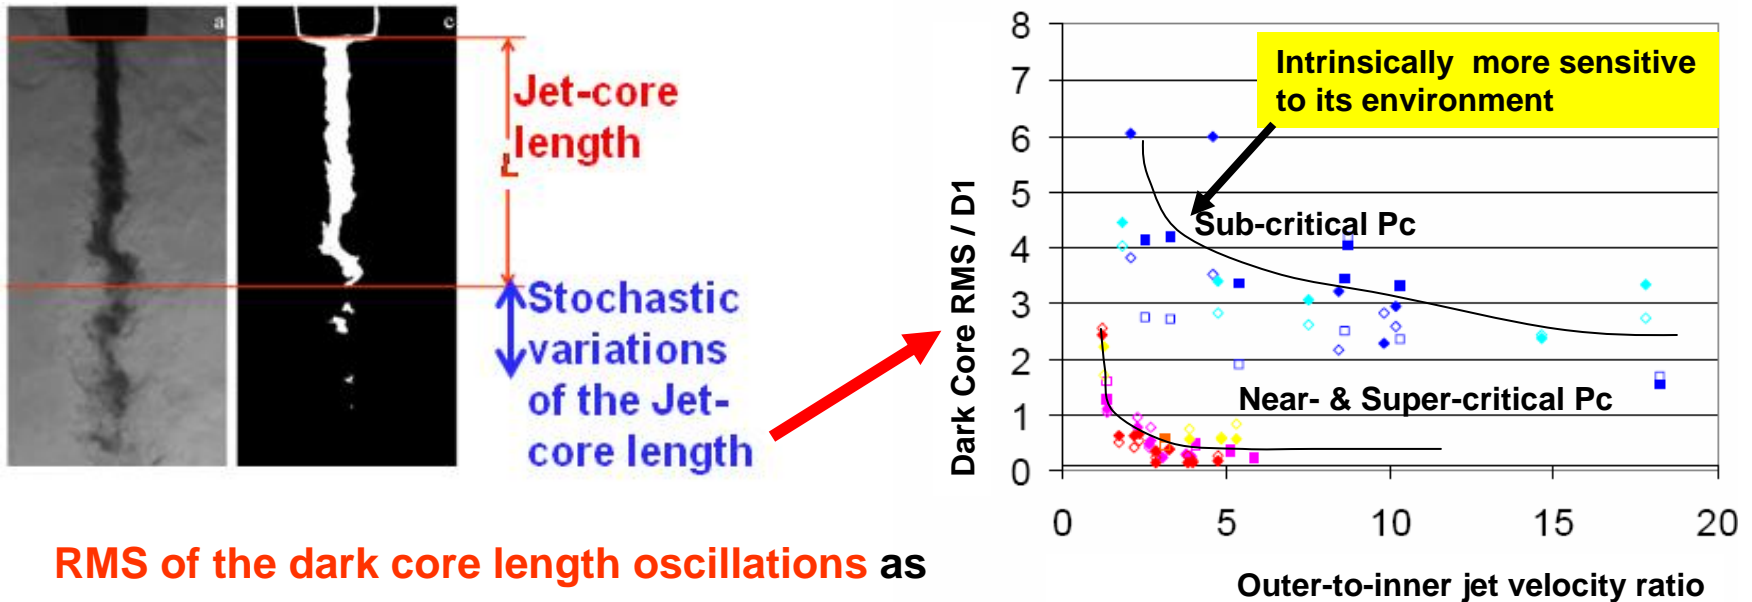 a
c
Jet-core
length
L
Stochastic
variations
of the Jet-
core length
RMS of the dark core length oscillations as
8
7
6
5
4
3
2
1
0
0 5 10 15 20
Dark Core RMS / D1
Intrinsically more sensitive
to its environment
Sub-critical Pc
Near- & Super-critical Pc
Outer-to-inner jet velocity ratio